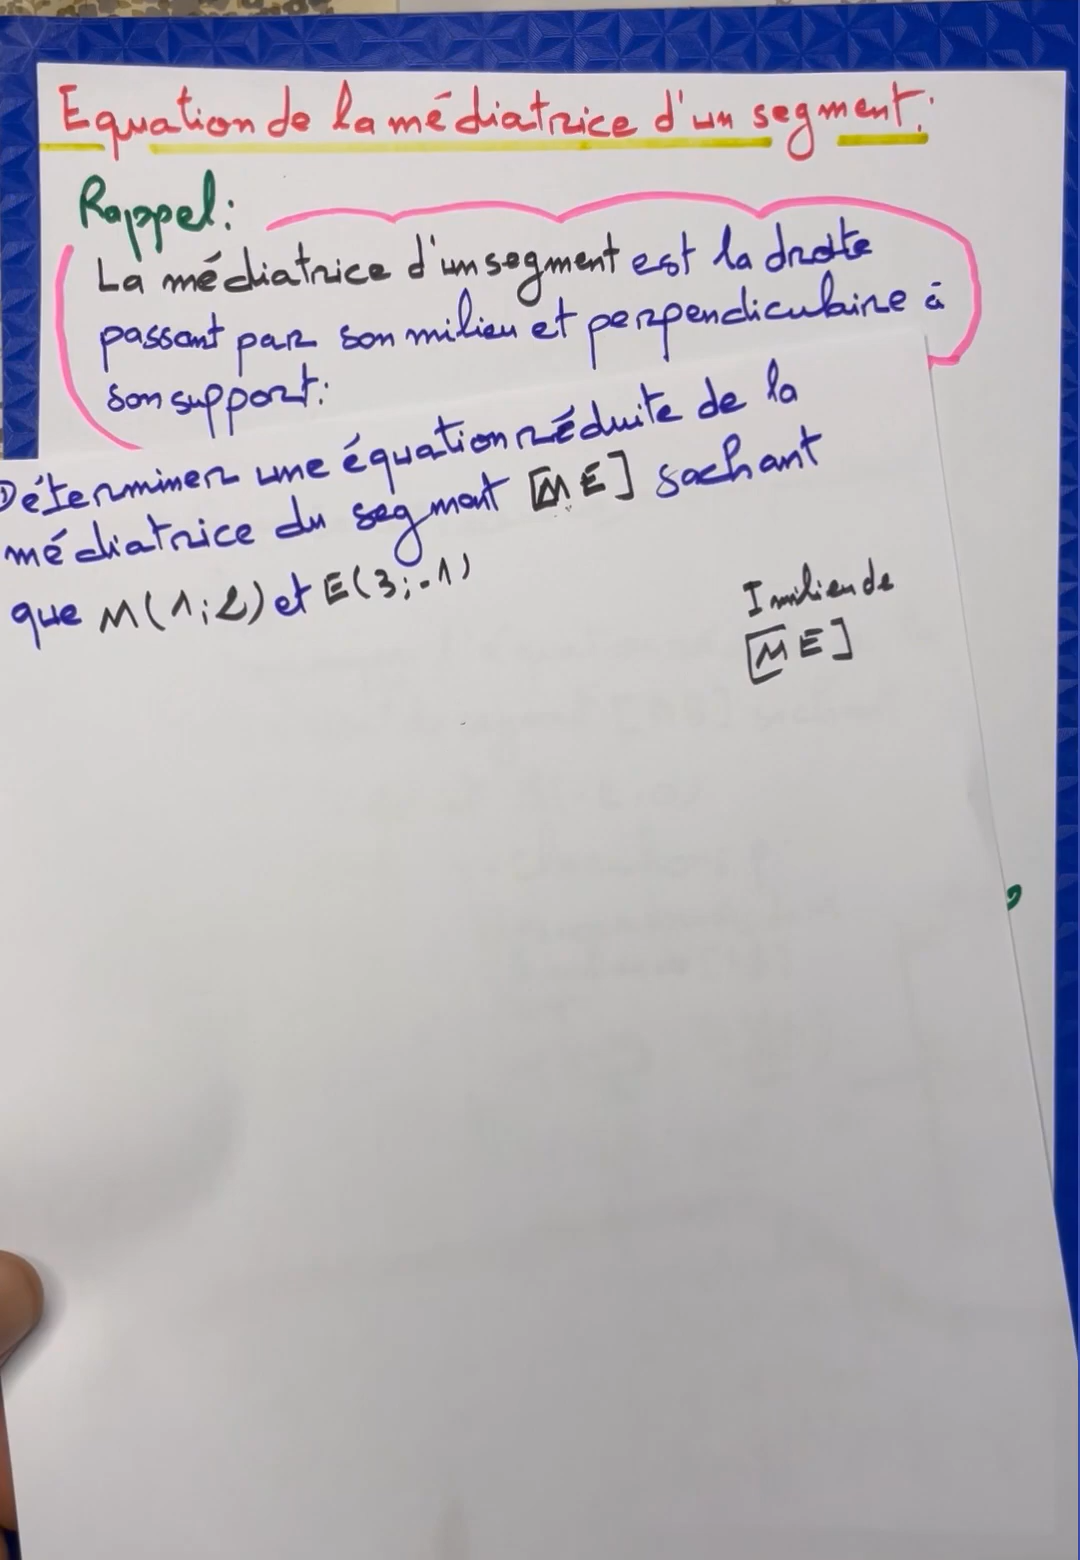 Equation de la médiatrice d'un segment:
Rappel:
La médiatrice d'un segment est la droite
passant par son milieu et perpendiculaire à
son support:
Déterminer une équation réduite de la
médiatrice du segment [ME] sachant
que M(1;2) et E(3;-1)
I milieu de
[ME]